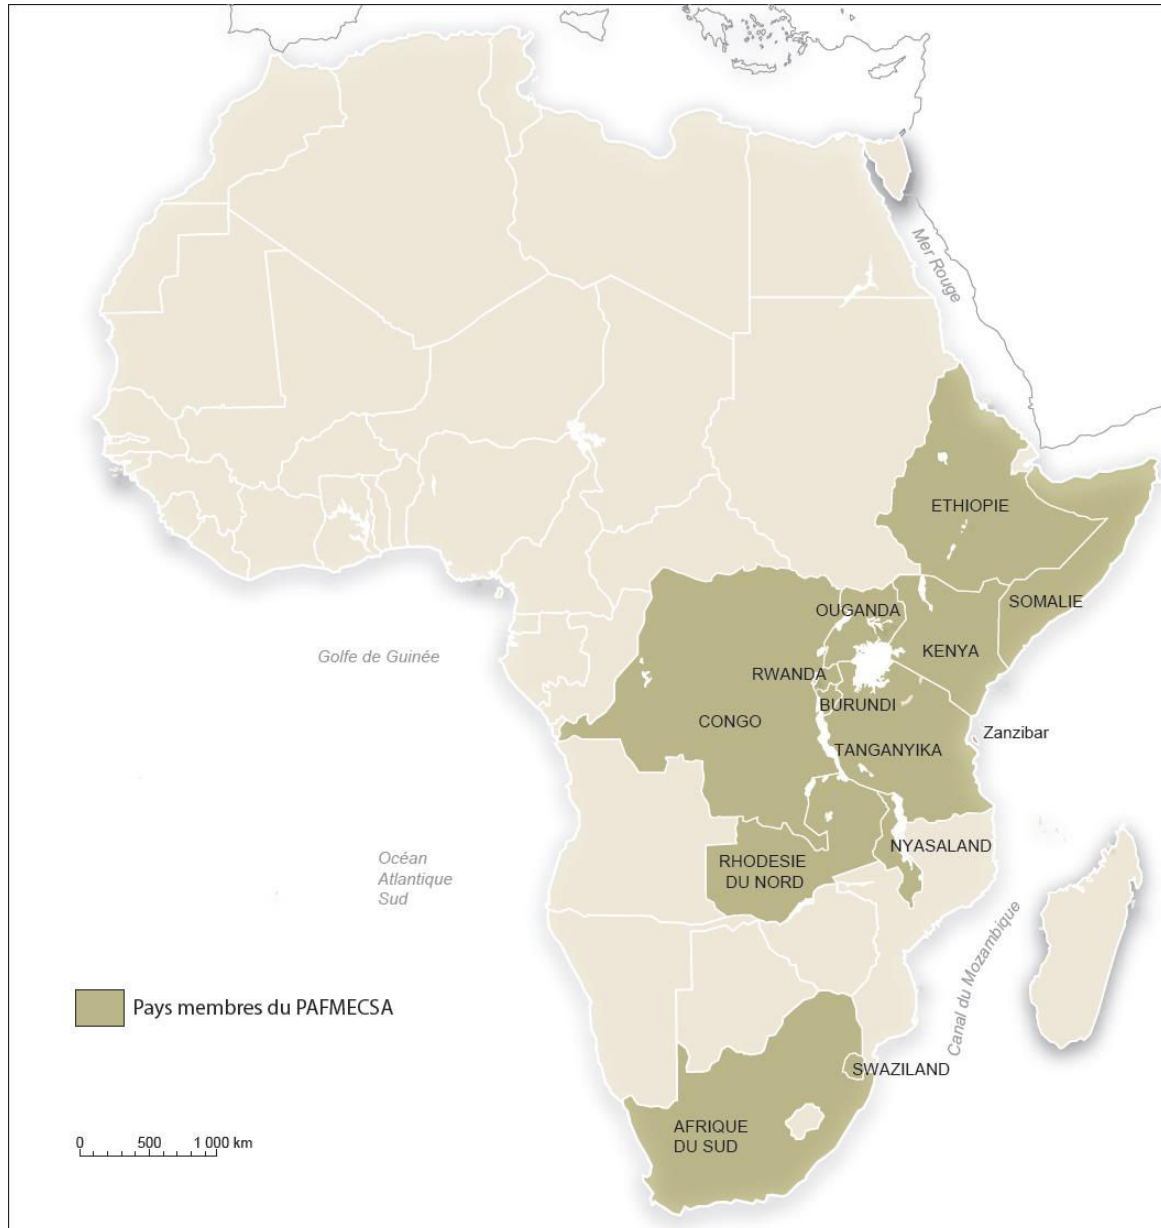 Mer Rouge
ETHIOPIE
SOMALIE
OUGANDA
KENYA
Golfe de Guinée
RWANDA
BURUNDI
CONGO
Zanzibar
TANGANYIKA
NYASALAND
RHODESIE
DU NORD
Océan
Atlantique
Sud
Canal du Mozambique
Pays membres du PAFMECSA
SWAZILAND
AFRIQUE
DU SUD
0 500 1 000 km